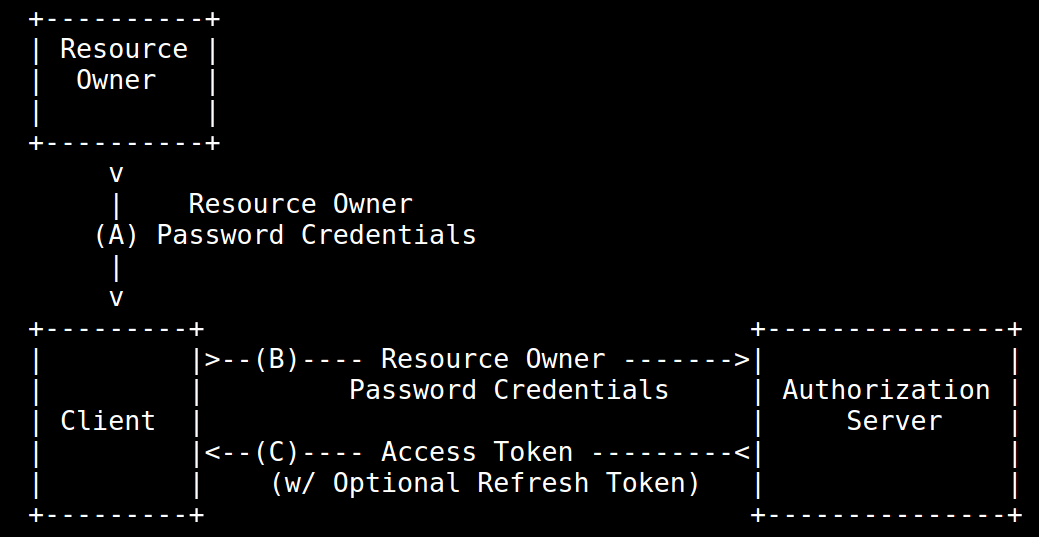 +----------+
| Resource |
|  Owner   |
|          |
+----------+
     v
     |    Resource Owner
    (A) Password Credentials
     |
     v
+---------+                                  +---------------+
|         |>--(B)---- Resource Owner ------->|               |
|         |         Password Credentials     | Authorization |
| Client  |                                  |     Server    |
|         |<--(C)---- Access Token ---------<|               |
|         |    (w/ Optional Refresh Token)   |               |
+---------+                                  +---------------+